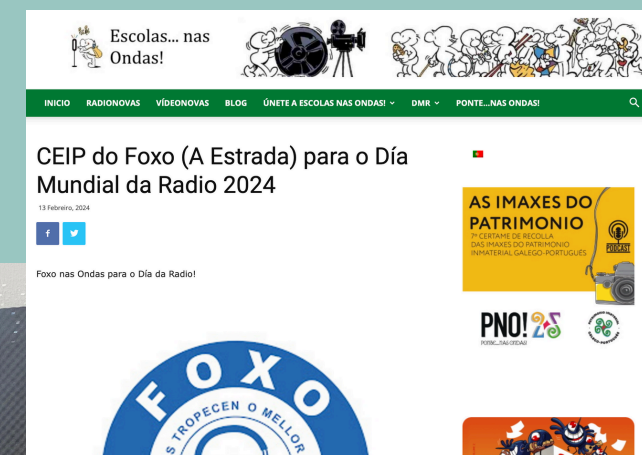 Escolas... nas
Ondas!
INICIO RADIONOVAS VÍDEONOVAS BLOG ÚNETE A ESCOLAS NAS ONDAS! DMR PONTE...NAS ONDAS!
CEIP do Foxo (A Estrada) para o Día
Mundial da Radio 2024
13 Febreiro, 2024
Foxo nas Ondas para o Día da Radio!
FOXO
TROPECEN O MELLOR
AS IMAXES DO
PATRIMONIO
7º CERTAME DE RECOLLA
DAS IMAXES DO PATRIMONIO
INMATERIAL GALEGO-PORTUGUÉS
PODCAST
PNO! 25
PONTE...NAS ONDAS!